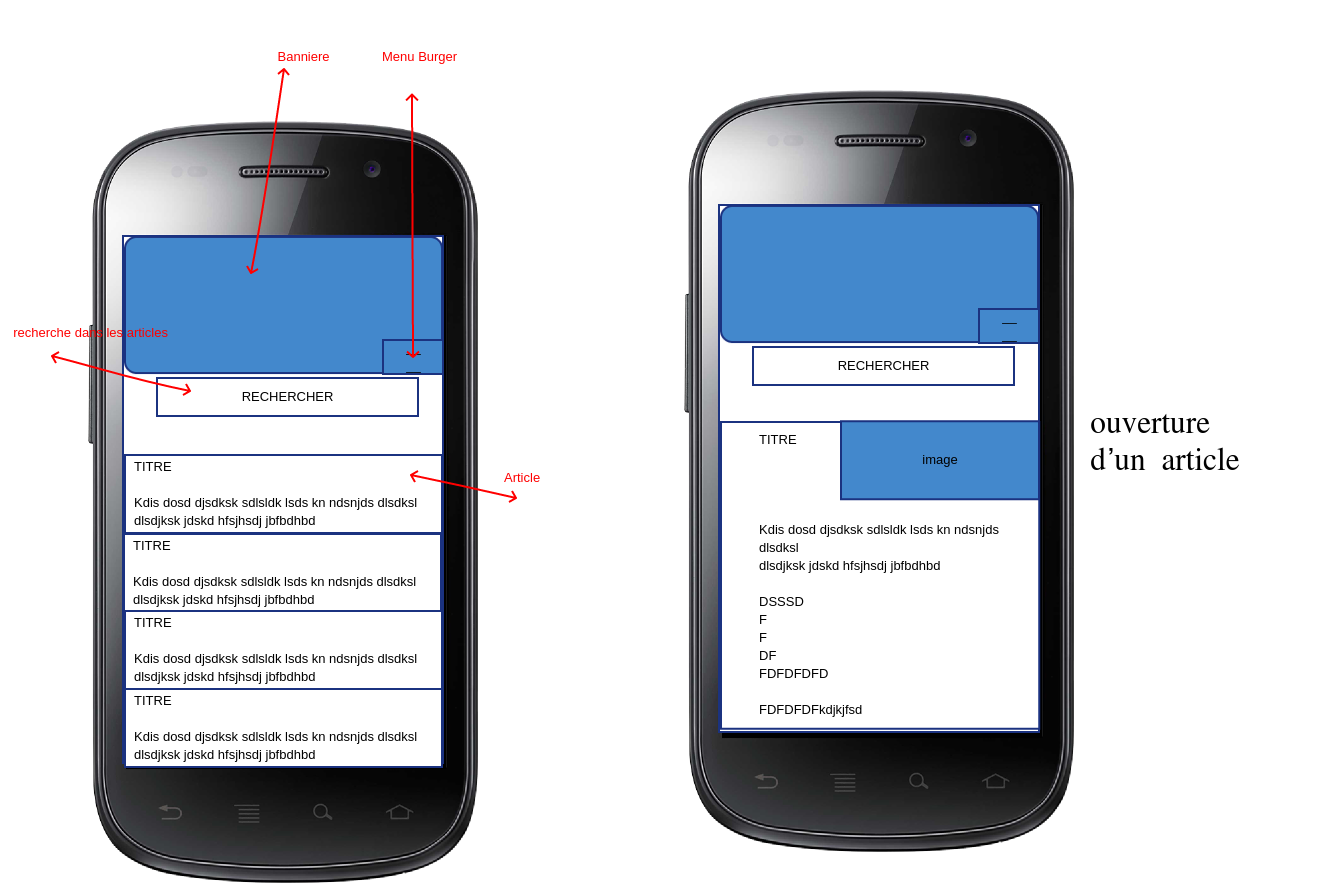 Banniere
Menu Burger
recherche dans les articles
RECHERCHER
Article
TITRE
Kdis dosd djsdksk sdlsldk lsds kn ndsnjds dlsdksl
dlsdjksk jdskd hfsjhsdj jbfbdhbd
TITRE
Kdis dosd djsdksk sdlsldk lsds kn ndsnjds dlsdksl
dlsdjksk jdskd hfsjhsdj jbfbdhbd
TITRE
Kdis dosd djsdksk sdlsldk lsds kn ndsnjds dlsdksl
dlsdjksk jdskd hfsjhsdj jbfbdhbd
TITRE
Kdis dosd djsdksk sdlsldk lsds kn ndsnjds dlsdksl
dlsdjksk jdskd hfsjhsdj jbfbdhbd
RECHERCHER
TITRE
image
Kdis dosd djsdksk sdlsldk lsds kn ndsnjds
dlsdksl
dlsdjksk jdskd hfsjhsdj jbfbdhbd
DSSSD
F
F
DF
FDFDFDFD
FDFDFDFkdjkjfsd
ouverture
d’un article